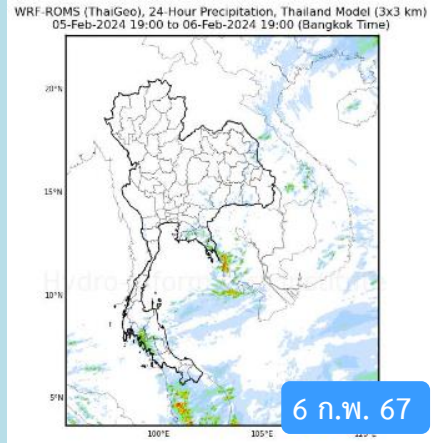 WRF-ROMS (ThaiGeo), 24-Hour Precipitation, Thailand Model (3x3 km)
05-Feb-2024 19:00 to 06-Feb-2024 19:00 (Bangkok Time)
20°N
15°N
10°N
5°N
100°E
105°E
6 ก.พ. 67